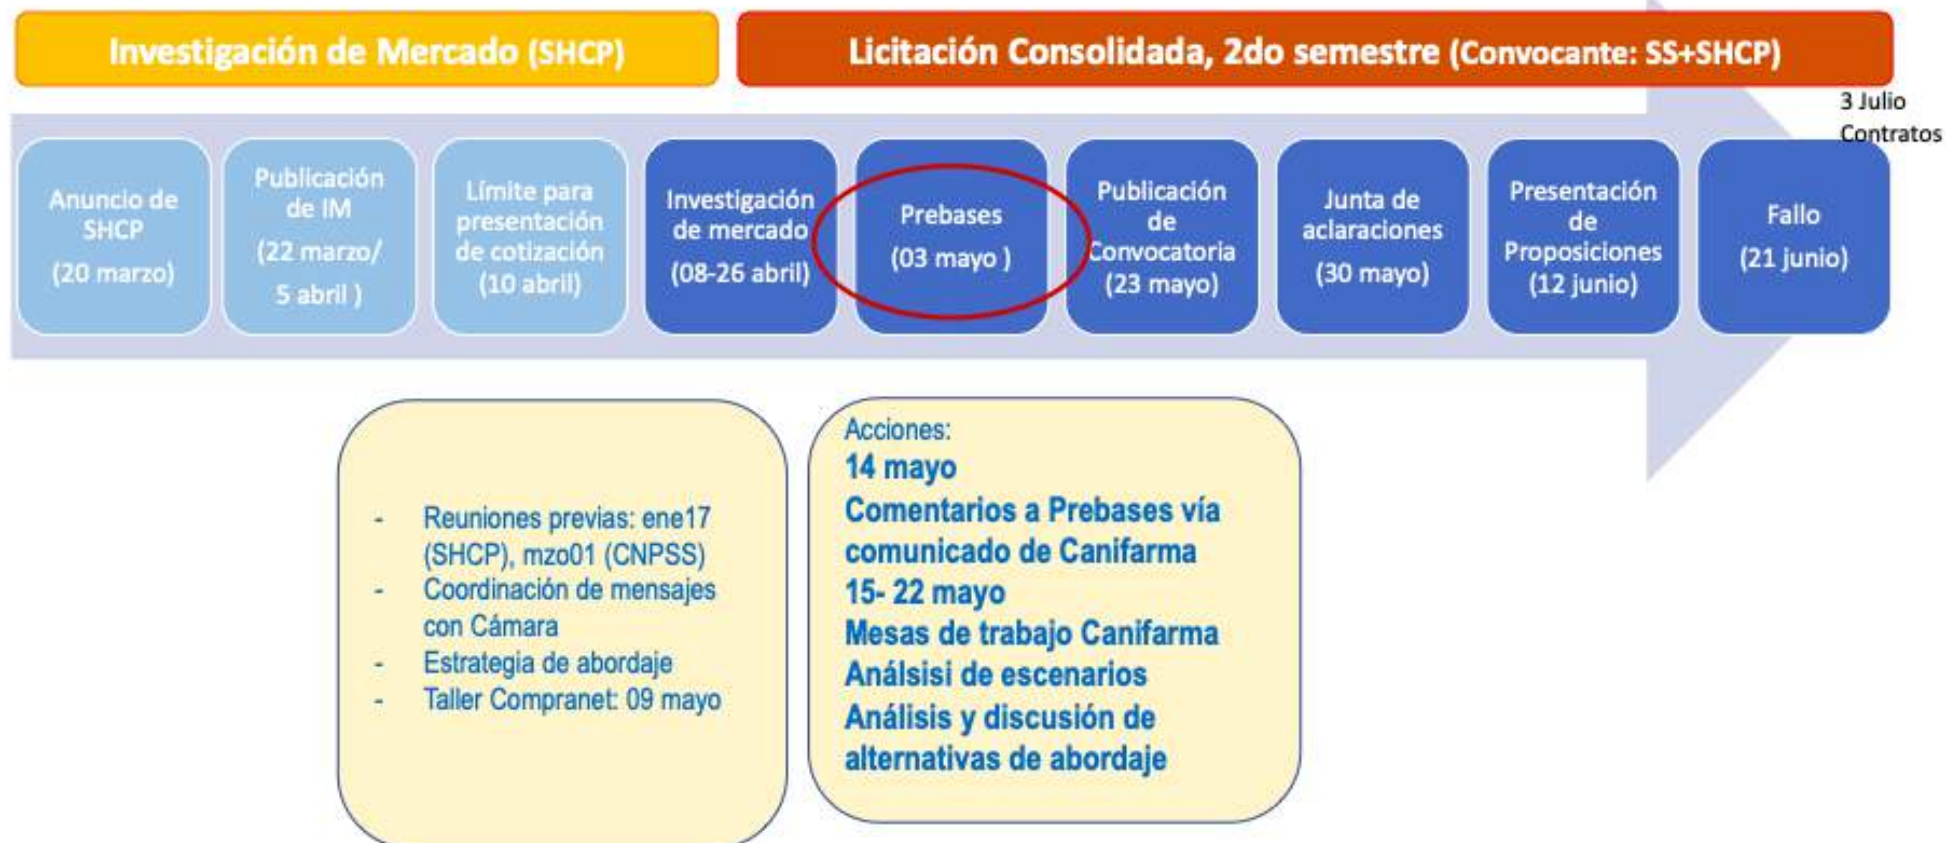 Investigación de Mercado (SHCP)
Licitación Consolidada, 2do semestre (Convocante: SS+SHCP)
3 Julio
Contratos
Anuncio de
SHCP
(20 marzo)
Publicación
de IM
(22 marzo/
5 abril )
Límite para
presentación
de cotización
(10 abril)
Investigación
de mercado
(08-26 abril)
Prebases
(03 mayo )
Publicación
de
Convocatoria
(23 mayo)
Junta de
aclaraciones
(30 mayo)
Presentación
de
Proposiciones
(12 junio)
Fallo
(21 junio)
- Reuniones previas: ene17
(SHCP), mzo01 (CNPSS)
- Coordinación de mensajes
con Cámara
- Estrategia de abordaje
- Taller Compranet: 09 mayo
Acciones:
14 mayo
Comentarios a Prebases vía
comunicado de Canifarma
15- 22 mayo
Mesas de trabajo Canifarma
Análsisi de escenarios
Análisis y discusión de
alternativas de abordaje